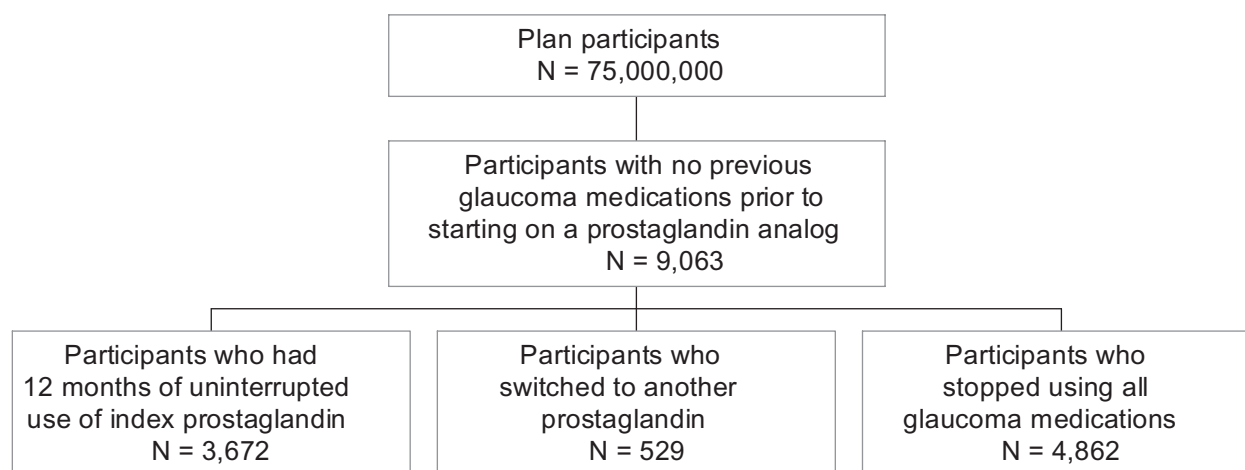 Plan participants
N = 75,000,000
Participants with no previous
glaucoma medications prior to
starting on a prostaglandin analog
N = 9,063
Participants who had
12 months of uninterrupted
use of index prostaglandin
N = 3,672
Participants who
switched to another
prostaglandin
N = 529
Participants who
stopped using all
glaucoma medications
N = 4,862